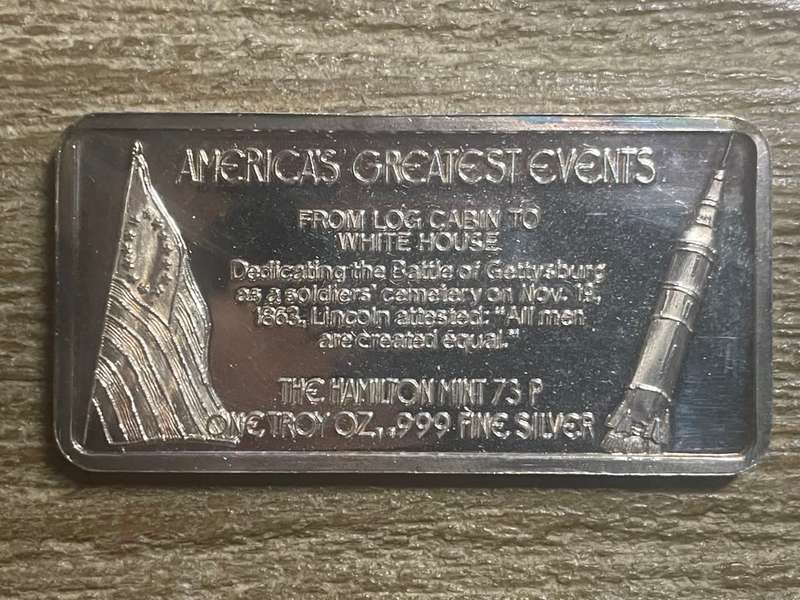 AMERICA'S GREATEST EVENTS
FROM LOG CABIN TO
WHITE HOUSE
Dedicating the Battle of Gettysburg
as a soldiers' cemetery on Nov. 19,
1863, Lincoln attested: "All men
are created equal."
THE HAMILTON MINT 73 P
ONE TROY OZ, .999 FINE SILVER